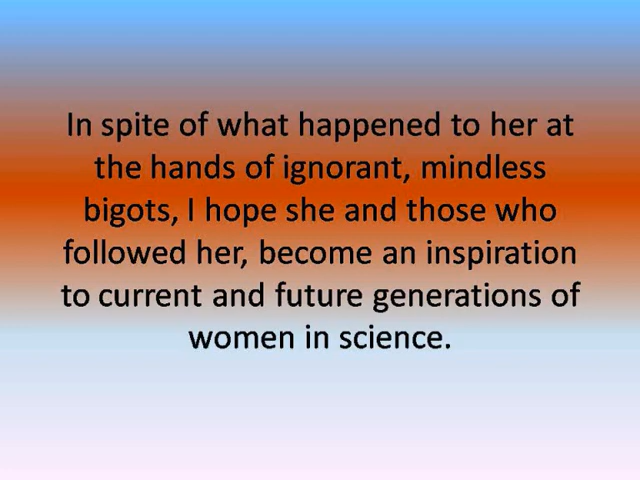 In spite of what happened to her at
the hands of ignorant, mindless
bigots, I hope she and those who
followed her, become an inspiration
to current and future generations of
women in science.